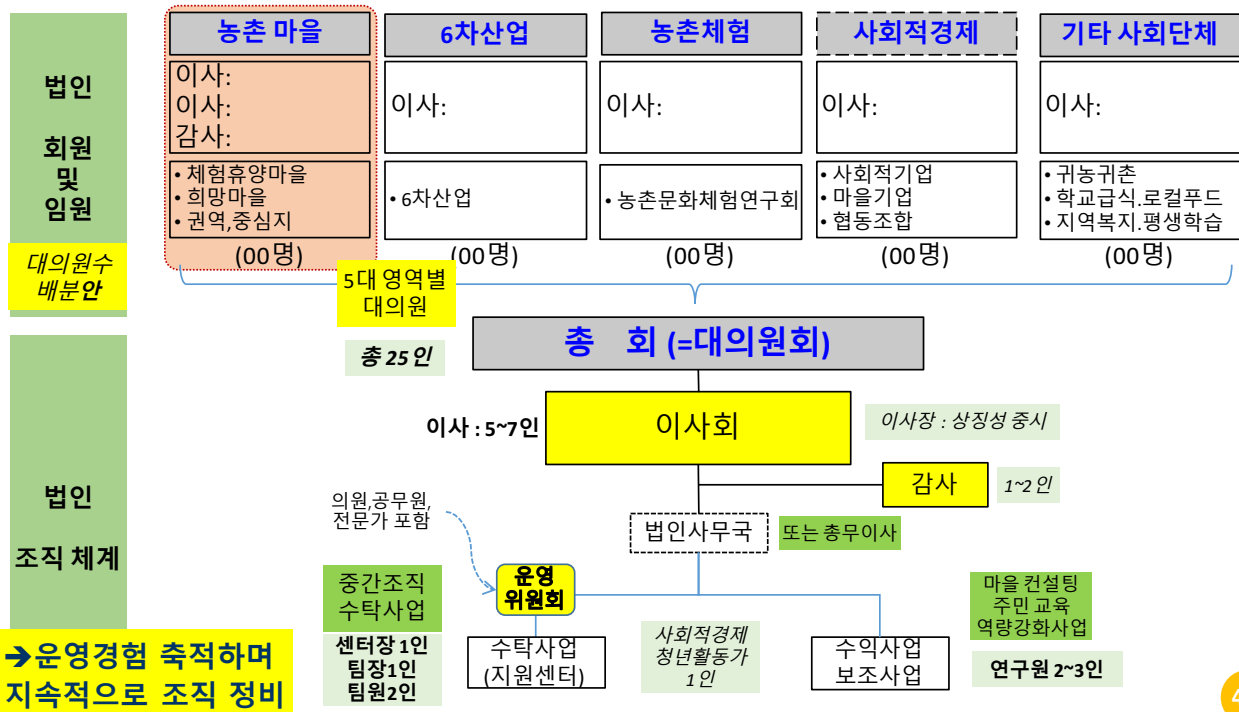 법인
회원
및
임원
대의원수
배분안
농촌 마을
이사:
이사:
감사:
• 체험휴양마을
• 희망마을
• 권역,중심지
(00명)
6차산업
이사:
• 6차산업
(00명)
농촌체험
이사:
• 농촌문화체험연구회
(00명)
사회적경제
이사:
• 사회적기업
• 마을기업
• 협동조합
(00명)
기타 사회단체
이사:
• 귀농귀촌
• 학교급식.로컬푸드
• 지역복지.평생학습
(00명)
5대 영역별
대의원
총 25인
법인
조직 체계
총 회 (=대의원회)
이사 : 5~7인
이사회
이사장 : 상징성 중시
감사
1~2인
의원,공무원,
전문가 포함
법인사무국
또는 총무이사
중간조직
수탁사업
운영
위원회
마을 컨설팅
주민 교육
역량강화사업
센터장 1인
팀장1인
팀원2인
수탁사업
(지원센터)
사회적경제
청년활동가
1인
수익사업
보조사업
연구원 2~3인
➔운영경험 축적하며
지속적으로 조직 정비
4